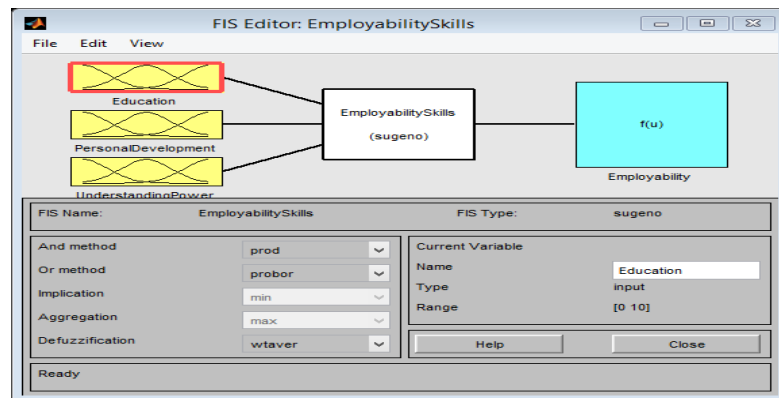 FIS Editor: EmployabilitySkills
File Edit View
Education
PersonalDevelopment
UnderstandingPower
EmployabilitySkills
(sugeno)
f(u)
Employability
FIS Name: EmployabilitySkills FIS Type: sugeno
And method prod
Or method probor
Implication min
Aggregation max
Defuzzification wtaver
Current Variable
Name Education
Type input
Range [0 10]
Help Close
Ready